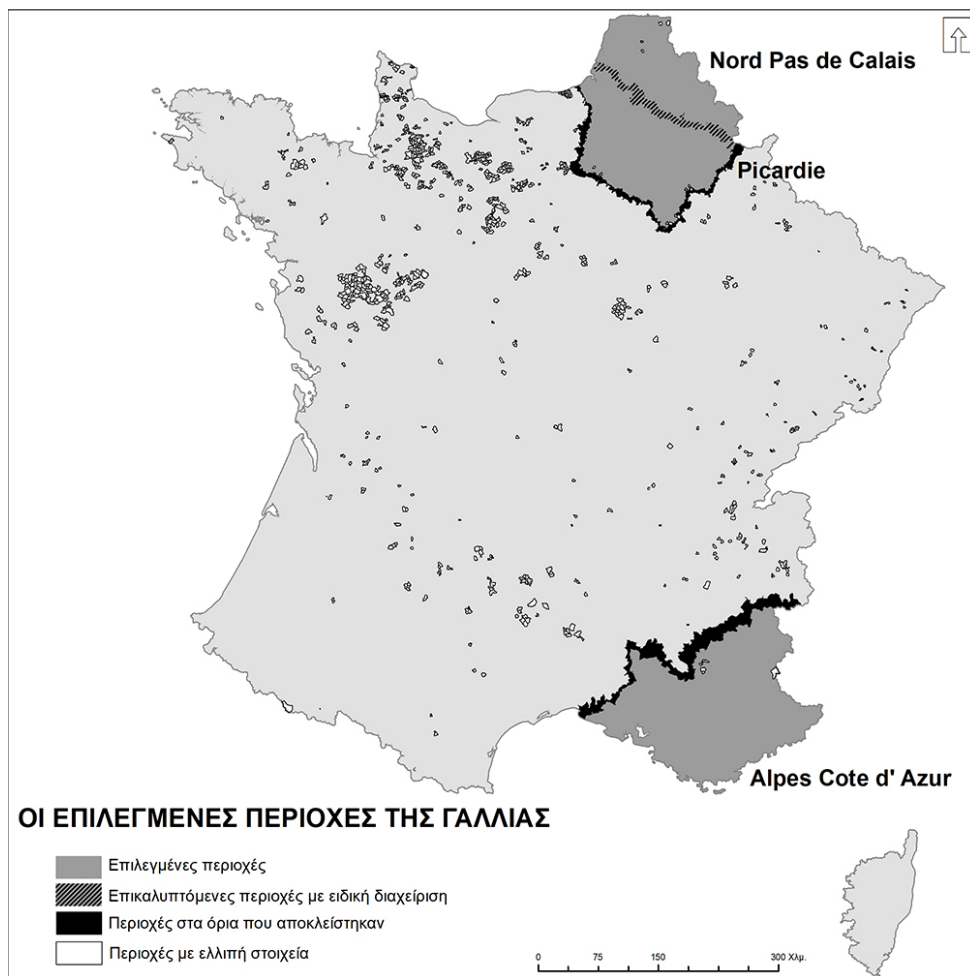 Nord Pas de Calais
Picardie
Alpes Cote d' Azur
ΟΙ ΕΠΙΛΕΓΜΕΝΕΣ ΠΕΡΙΟΧΕΣ ΤΗΣ ΓΑΛΛΙΑΣ
Επιλεγμένες περιοχές
Επικαλυπτόμενες περιοχές με ειδική διαχείριση
Περιοχές στα όρια που αποκλείστηκαν
Περιοχές με ελλιπή στοιχεία
0 75 150 300 Χλμ.